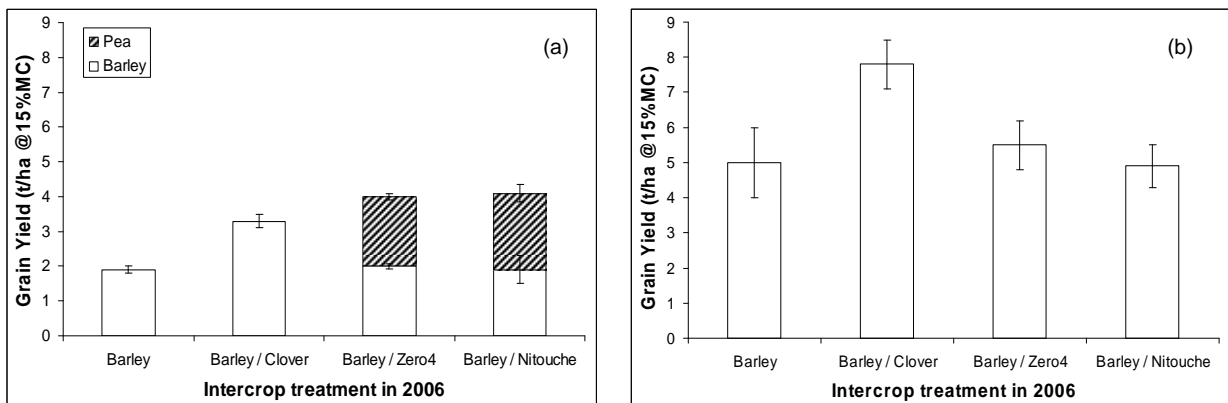 (a)
Pea
Barley
Grain Yield (t/ha @15%MC)
9
8
7
6
5
4
3
2
1
0
Barley
Barley / Clover
Barley / Zero4
Barley / Nitouche
Intercrop treatment in 2006
(b)
Grain Yield (t/ha @15%MC)
9
8
7
6
5
4
3
2
1
0
Barley
Barley / Clover
Barley / Zero4
Barley / Nitouche
Intercrop treatment in 2006